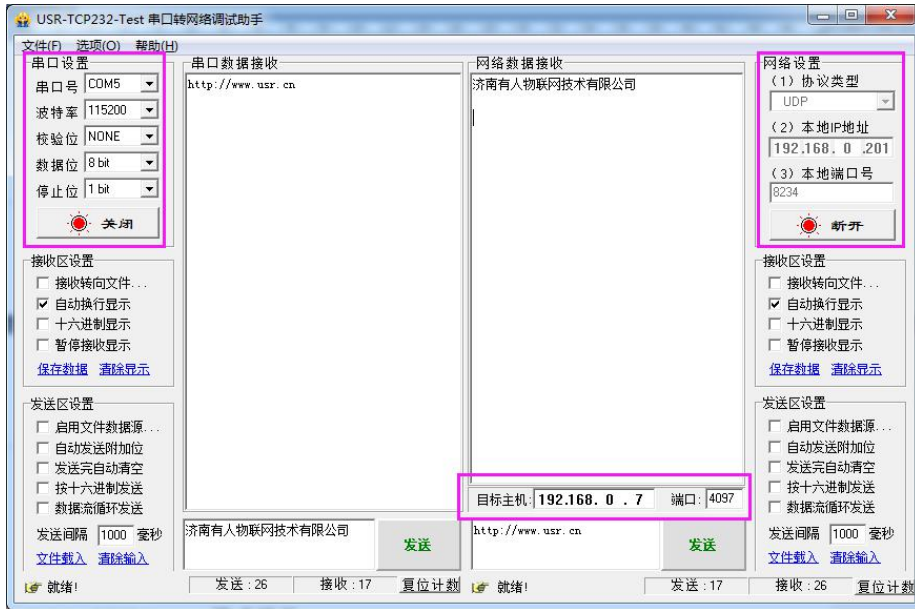 USR-TCP232-Test 串口转网络调试助手
文件(F) 选项(O) 帮助(H)
串口设置
串口号 COM5
波特率 115200
校验位 NONE
数据位 8 bit
停止位 1 bit
关闭
接收区设置
接收转向文件...
自动换行显示
十六进制显示
暂停接收显示
保存数据 清除显示
发送区设置
启用文件数据源...
自动发送附加位
发送完自动清空
按十六进制发送
数据流循环发送
发送间隔 1000 毫秒
文件载入 清除输入
就绪!
串口数据接收
http://www.usr.cn
济南有人物联网技术有限公司
发送
发送:26 接收:17 复位计数
网络数据接收
济南有人物联网技术有限公司
目标主机: 192.168. 0 . 7 端口: 4097
http://www.usr.cn
发送
就绪!
发送:17 接收:26 复位计数
网络设置
(1) 协议类型
UDP
(2) 本地IP地址
192.168. 0 .201
(3) 本地端口号
8234
断开
接收区设置
接收转向文件...
自动换行显示
十六进制显示
暂停接收显示
保存数据 清除显示
发送区设置
启用文件数据源...
自动发送附加位
发送完自动清空
按十六进制发送
数据流循环发送
发送间隔 1000 毫秒
文件载入 清除输入